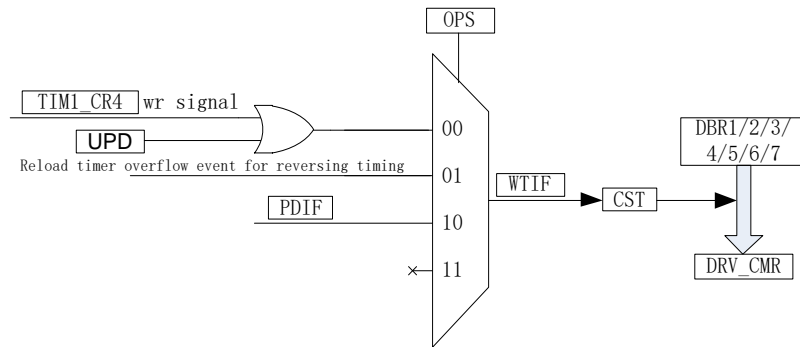 OPS
TIM1_CR4 wr signal
UPD
00
DBR1/2/3/
4/5/6/7
Reload timer overflow event for reversing timing
01
WTIF
CST
PDIF
10
DRV_CMR
11